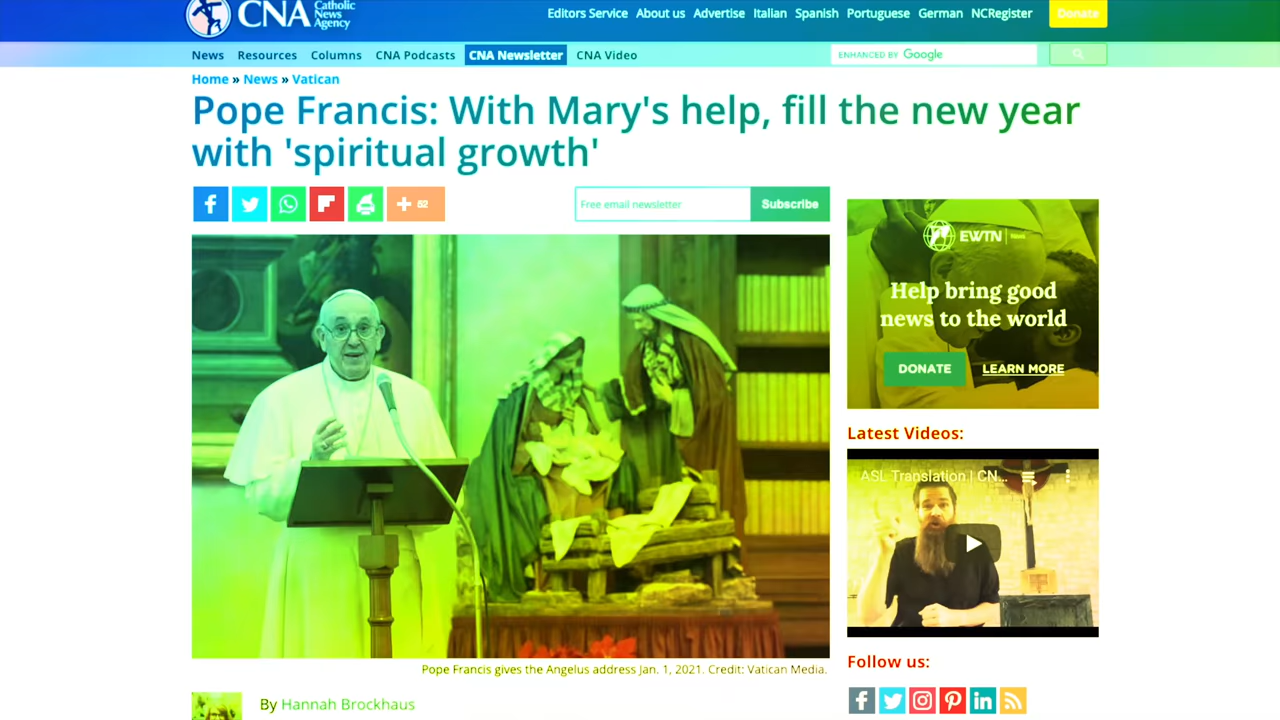 CNA Catholic
News
Agency
Editors Service About us Advertise Italian Spanish Portuguese German NCRegister Donate
News Resources Columns CNA Podcasts CNA Newsletter CNA Video
ENHANCED BY Google
Home » News » Vatican
Pope Francis: With Mary's help, fill the new year
with 'spiritual growth'
52
Free email newsletter
Subscribe
EWTN
Help bring good
news to the world
DONATE LEARN MORE
Latest Videos:
ASL Translation | CN...
Pope Francis gives the Angelus address Jan. 1, 2021. Credit: Vatican Media.
Follow us:
By Hannah Brockhaus